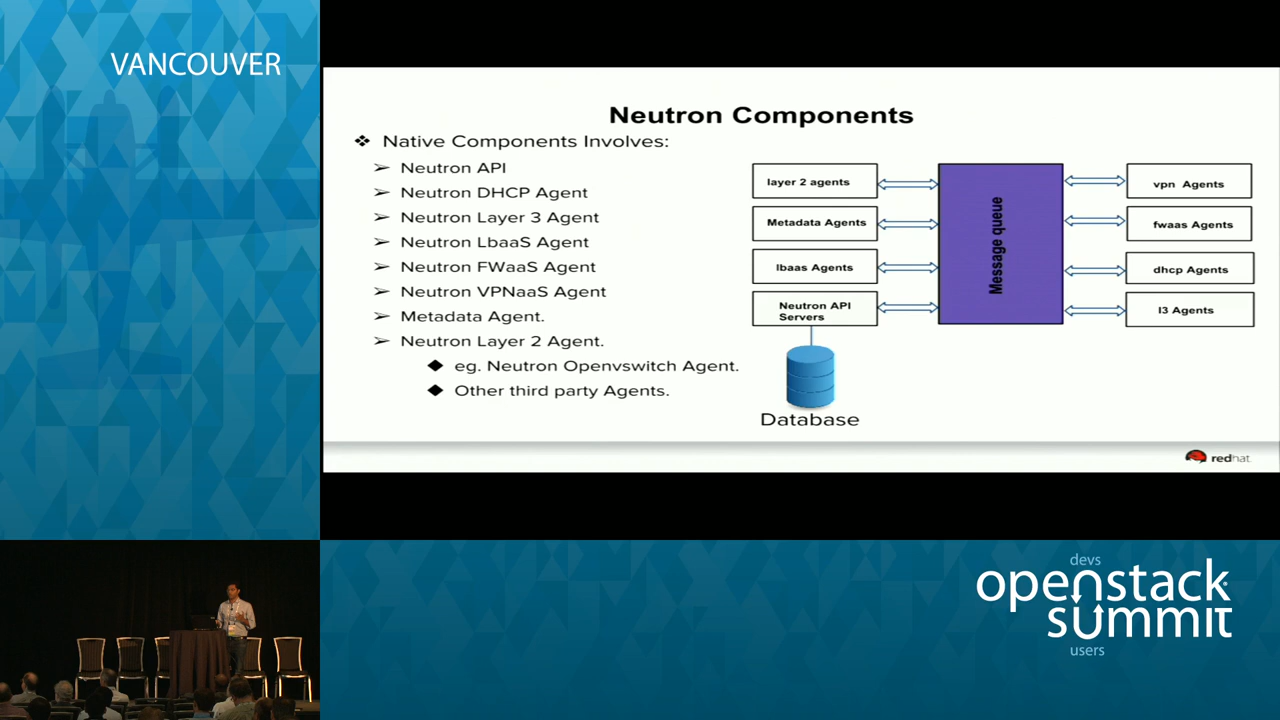 VANCOUVER
Neutron Components
❖ Native Components Involves:
➢ Neutron API
➢ Neutron DHCP Agent
➢ Neutron Layer 3 Agent
➢ Neutron LbaaS Agent
➢ Neutron FWaaS Agent
➢ Neutron VPNaaS Agent
➢ Metadata Agent.
➢ Neutron Layer 2 Agent.
◆ eg. Neutron Openvswitch Agent.
◆ Other third party Agents.
layer 2 agents
Metadata Agents
lbaas Agents
Neutron API
Servers
Database
Message queue
vpn Agents
fwaas Agents
dhcp Agents
l3 Agents
redhat.
devs
openstack
summit
users